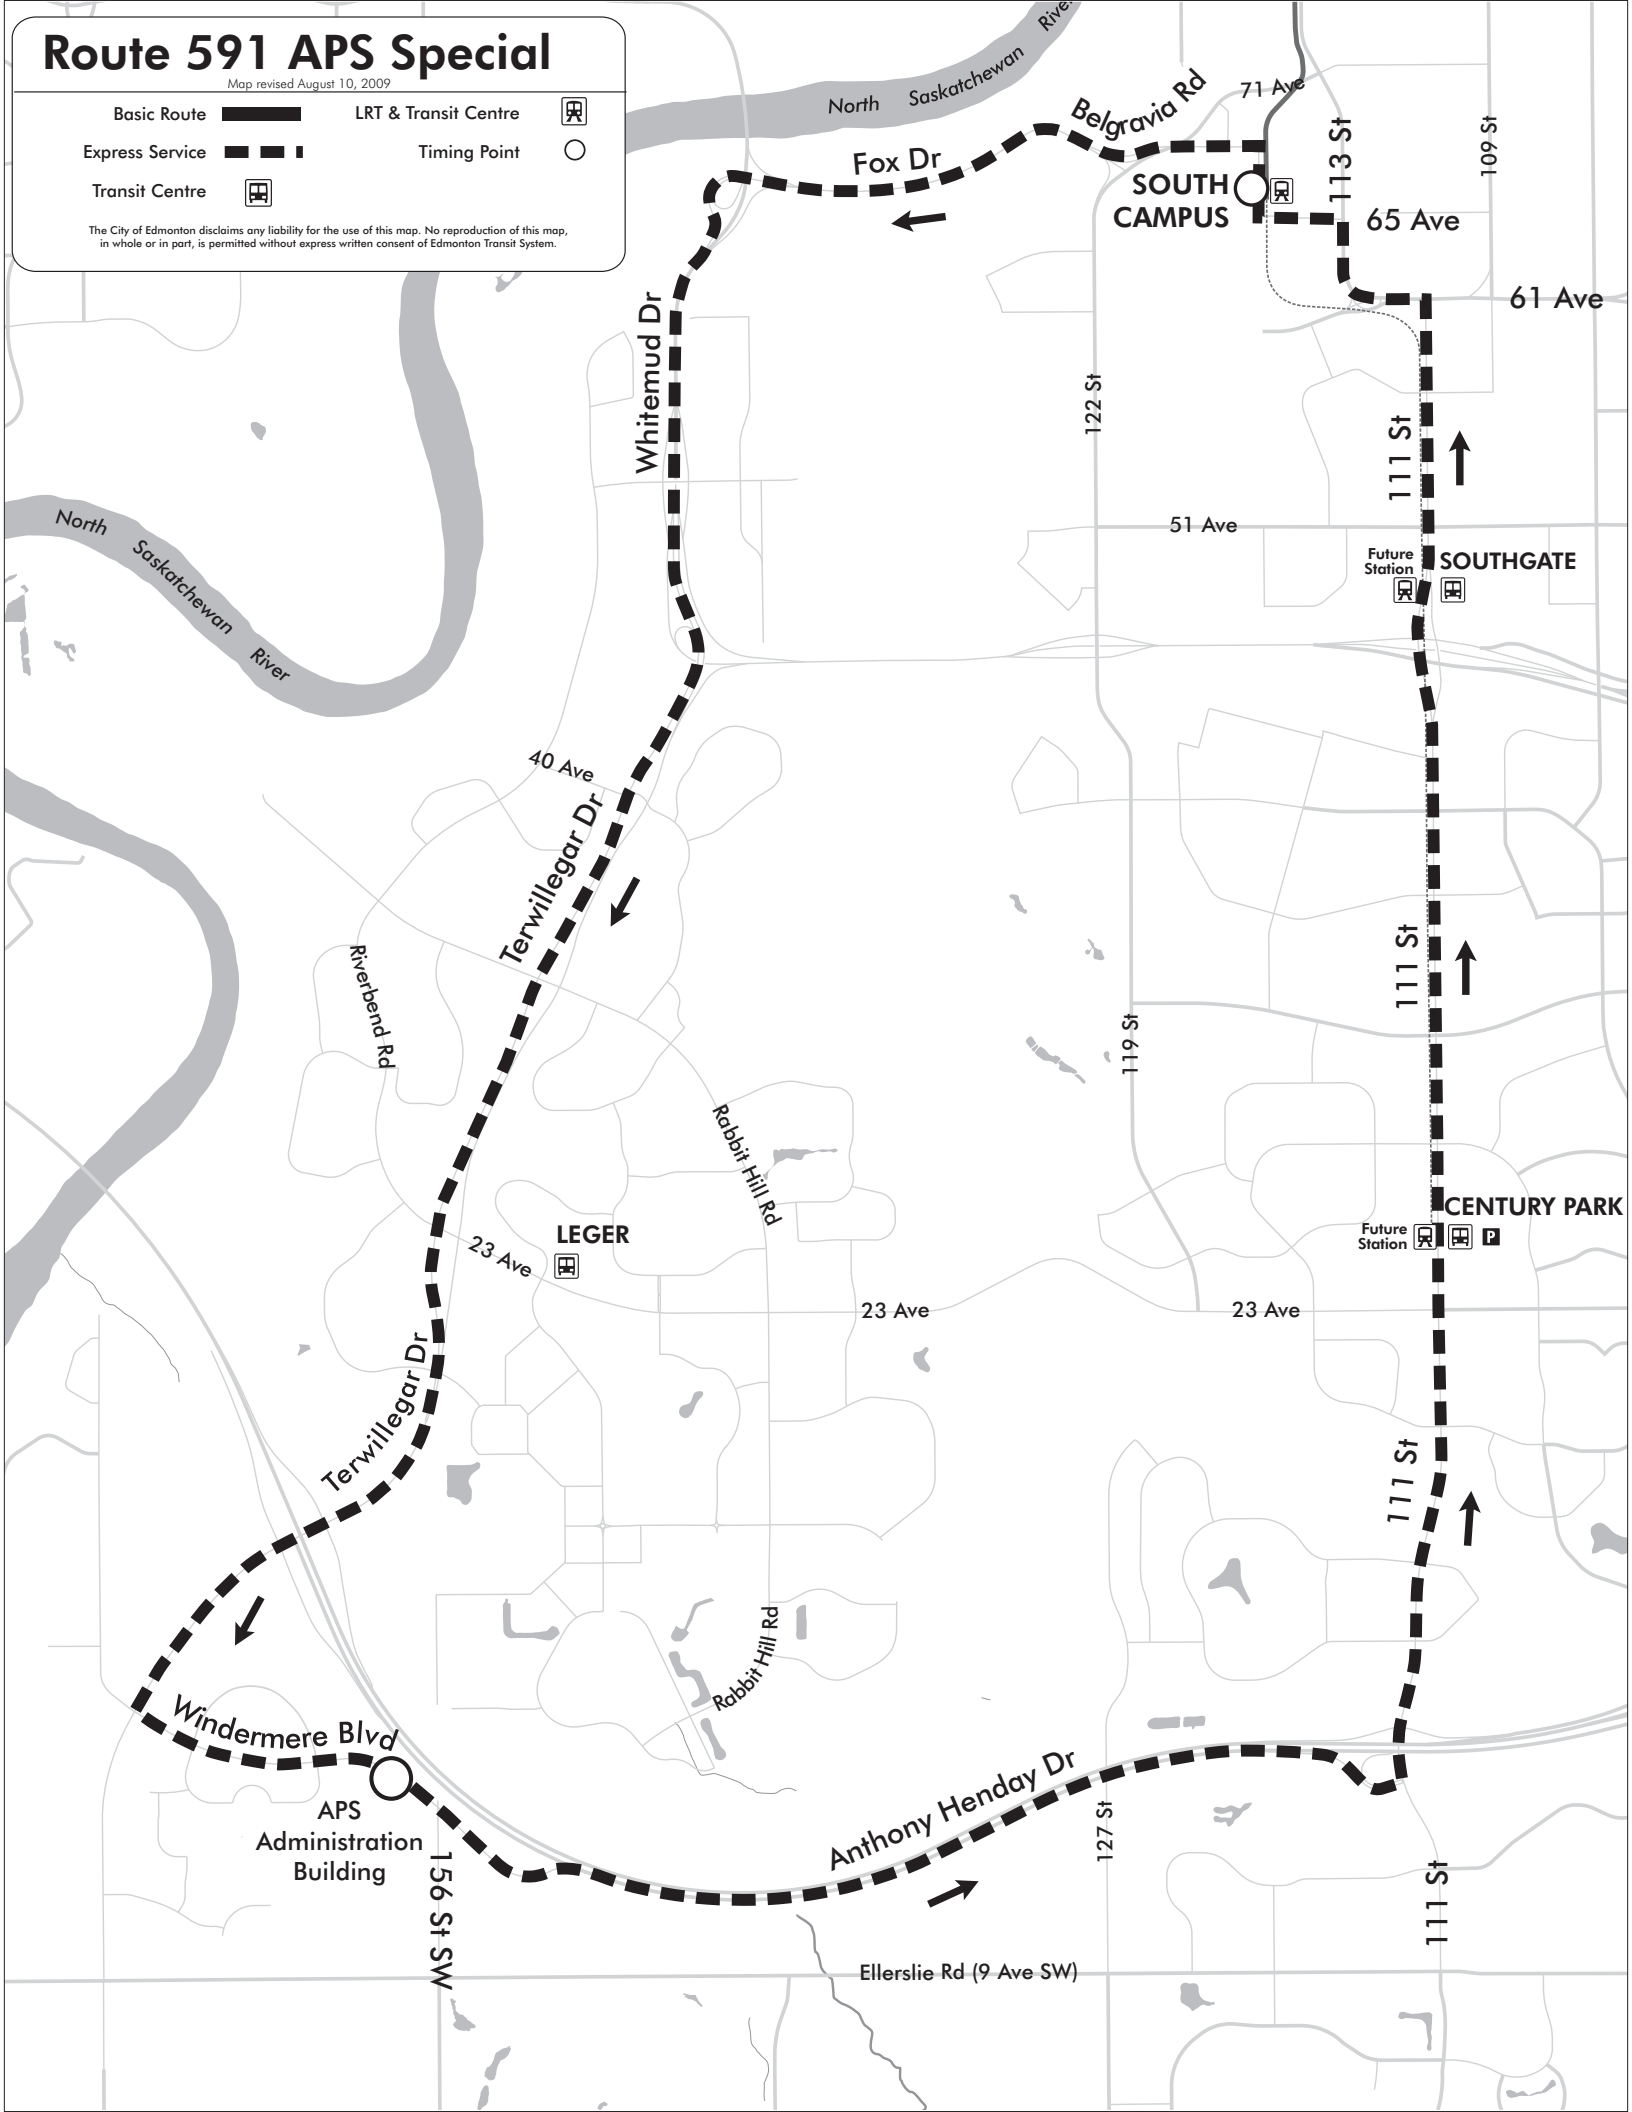 Route 591 APS Special
Map revised August 10, 2009
Basic Route
LRT & Transit Centre
Express Service
Timing Point
Transit Centre
The City of Edmonton disclaims any liability for the use of this map. No reproduction of this map,
in whole or in part, is permitted without express written consent of Edmonton Transit System.
North Saskatchewan River
71 Ave
Belgravia Rd
113 St
109 St
Fox Dr
SOUTH
CAMPUS
65 Ave
61 Ave
Whitemud Dr
122 St
111 St
North Saskatchewan River
51 Ave
Future
Station
SOUTHGATE
40 Ave
Terwillegar Dr
111 St
Riverbend Rd
119 St
Rabbit Hill Rd
CENTURY PARK
Future
Station
P
LEGER
23 Ave
23 Ave
23 Ave
Terwillegar Dr
111 St
Rabbit Hill Rd
Windermere Blvd
Anthony Henday Dr
127 St
APS
Administration
Building
156 St SW
111 St
Ellerslie Rd (9 Ave SW)